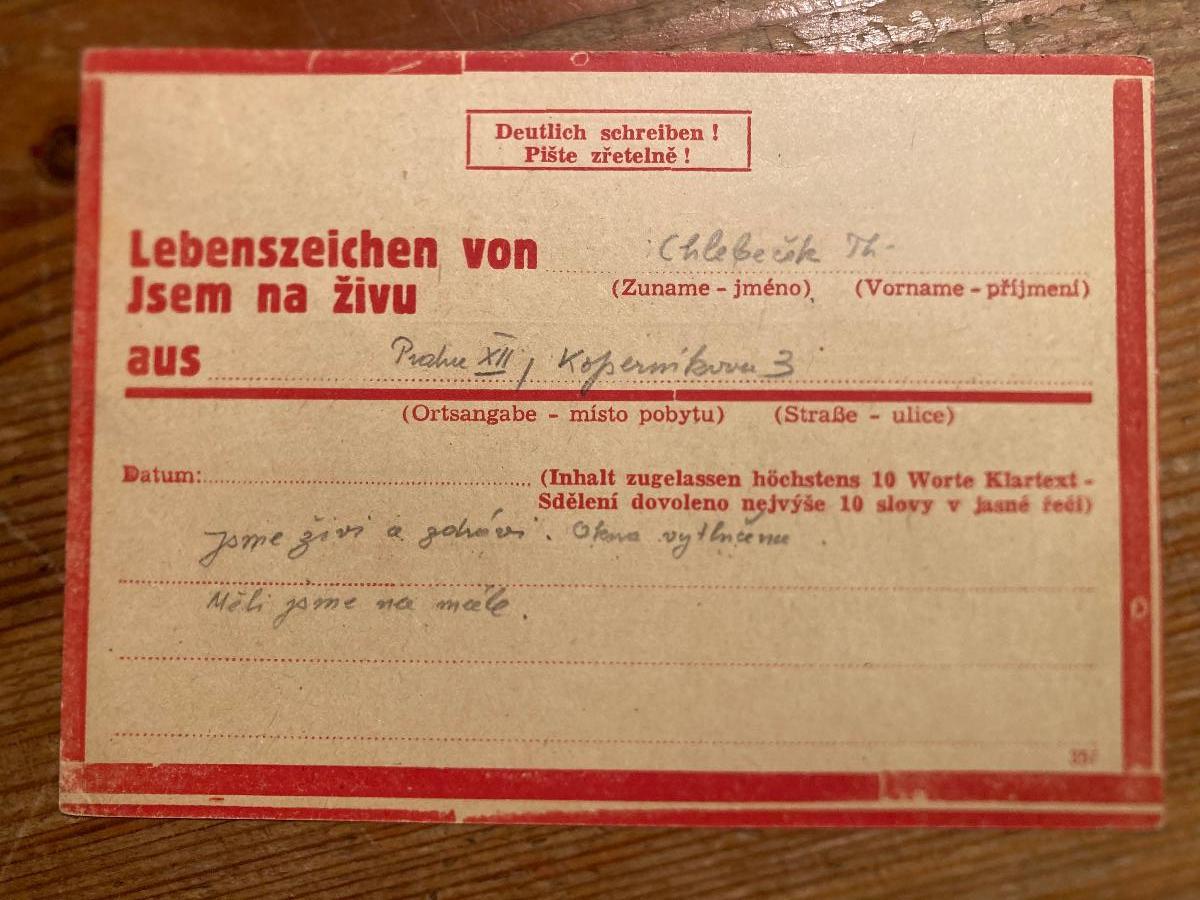 Deutlich schreiben !
Pište zřetelně !
Lebenszeichen von Chlebeček Th.
Jsem na živu
(Zuname - jméno) (Vorname - příjmení)
aus Praha XII, Koperníkova 3
(Ortsangabe - místo pobytu) (Straße - ulice)
Datum: (Inhalt zugelassen höchstens 10 Worte Klartext -
Sdělení dovoleno nejvýše 10 slovy v jasné řeči)
Jsme živi a zdrávi. Okna vytlučena.
Měli jsme na mále.